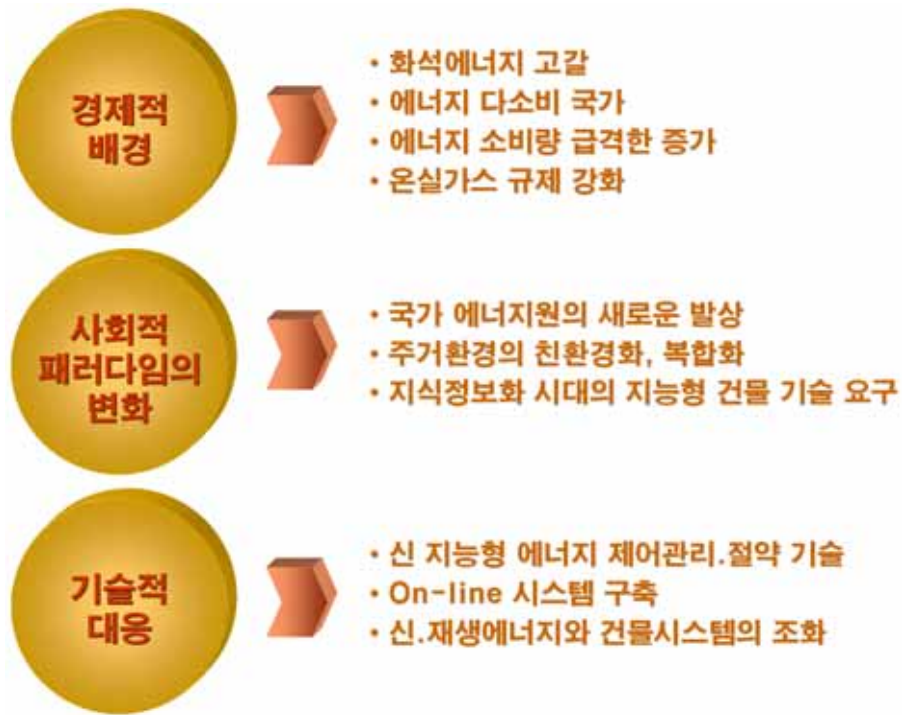 경제적
배경
• 화석에너지 고갈
• 에너지 다소비 국가
• 에너지 소비량 급격한 증가
• 온실가스 규제 강화
사회적
패러다임의
변화
• 국가 에너지원의 새로운 발상
• 주거환경의 친환경화, 복합화
• 지식정보화 시대의 지능형 건물 기술 요구
기술적
대응
• 신 지능형 에너지 제어관리.절약 기술
• On-line 시스템 구축
• 신.재생에너지와 건물시스템의 조화